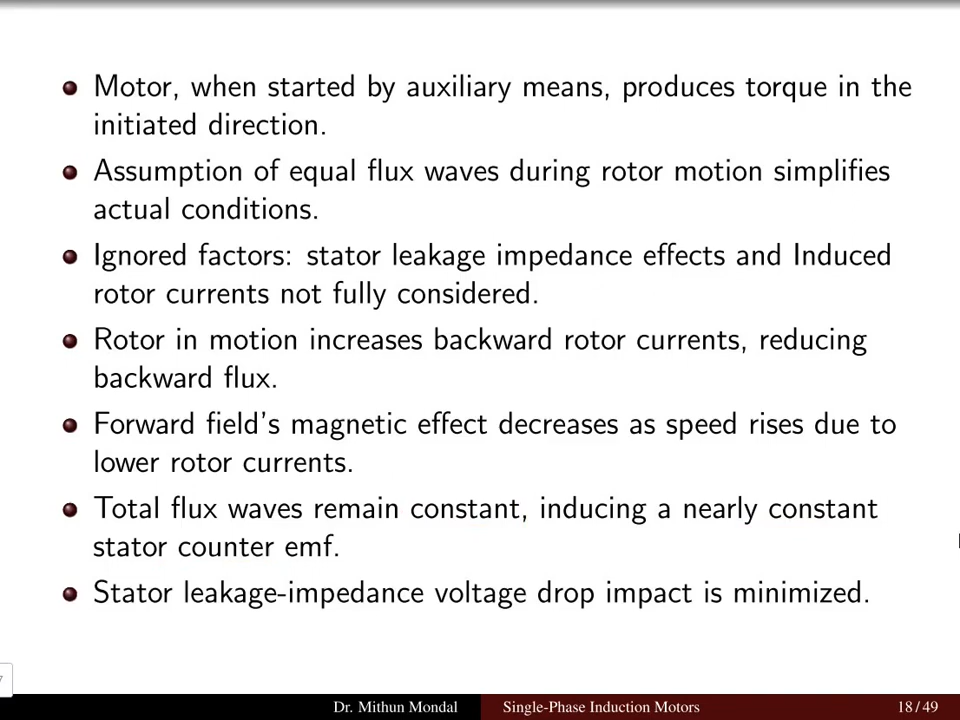 Motor, when started by auxiliary means, produces torque in the
initiated direction.
Assumption of equal flux waves during rotor motion simplifies
actual conditions.
Ignored factors: stator leakage impedance effects and Induced
rotor currents not fully considered.
Rotor in motion increases backward rotor currents, reducing
backward flux.
Forward field's magnetic effect decreases as speed rises due to
lower rotor currents.
Total flux waves remain constant, inducing a nearly constant
stator counter emf.
Stator leakage-impedance voltage drop impact is minimized.
Dr. Mithun Mondal Single-Phase Induction Motors 18 / 49